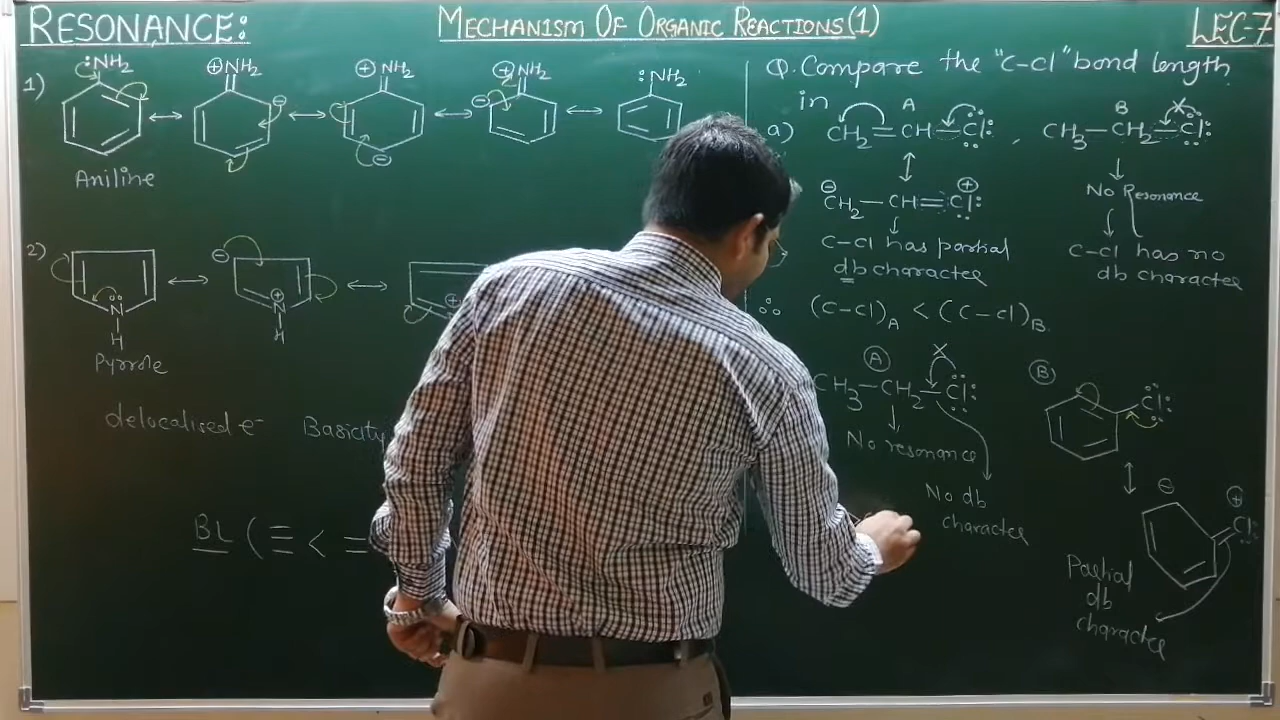 RESONANCE:
MECHANISM OF ORGANIC REACTIONS(1)
LEC-7
1) :NH2 ⊕NH2 ⊕NH2 ⊕NH2 :NH2
Aniline
2)
N N
H H
Pyrrole
delocalised e⁻ Basicity
BL (≡ < =
Q. Compare the "C-Cl" bond length
in
A B
a) CH2=CH-Cl: , CH3-CH2-Cl:
⊖CH2-CH=Cl:⊕
No Resonance
C-Cl has partial
db character
C-Cl has no
db character
∴ (C-Cl)A < (C-Cl)B
A B
CH3-CH2-Cl: Cl:
No resonance
No db
character
⊖ ⊕
Cl:
Partial
db
character